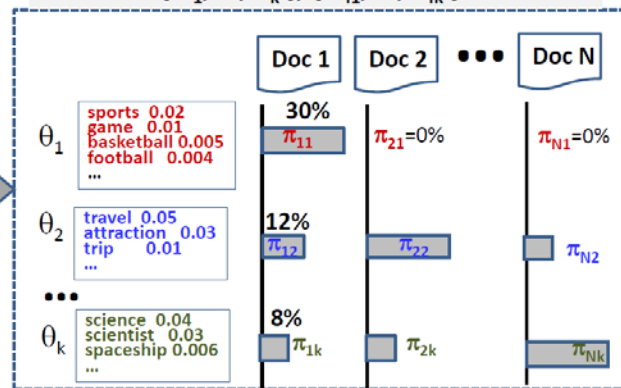 Doc 1 Doc 2 ••• Doc N
θ1
sports 0.02
game 0.01
basketball 0.005
football 0.004
...
30%
π11
π21=0%
πN1=0%
θ2
travel 0.05
attraction 0.03
trip 0.01
...
12%
π12
π22
πN2
•••
θk
science 0.04
scientist 0.03
spaceship 0.006
...
8%
π1k
π2k
πNk